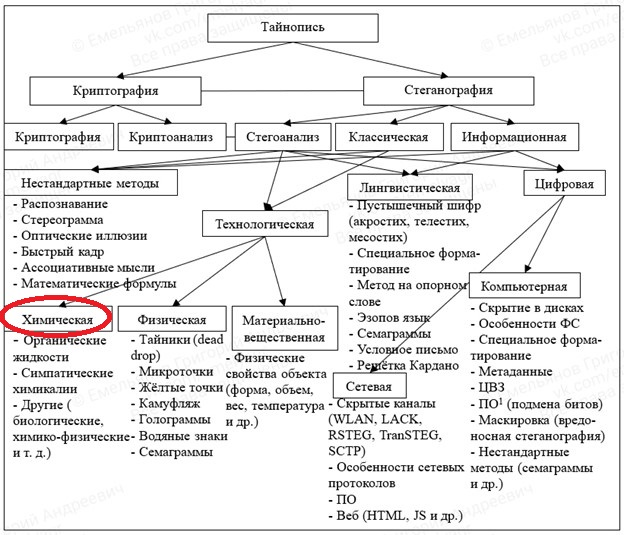 Тайнопись
Криптография
Стеганография
Криптография
Криптоанализ
Стегоанализ
Классическая
Информационная
Нестандартные методы
- Распознавание
- Стереограмма
- Оптические иллюзии
- Быстрый кадр
- Ассоциативные мысли
- Математические формулы
Технологическая
Лингвистическая
- Пустышечный шифр
(акростих, телестих,
месостих)
- Специальное форма-
тирование
- Метод на опорном
слове
- Эзопов язык
- Семаграммы
- Условное письмо
- Решётка Кардано
Цифровая
Химическая
- Органические
жидкости
- Симпатические
химикалии
- Другие (
биологические,
химико-физические
и т. д.)
Физическая
- Тайники (dead
drop)
- Микроточки
- Жёлтые точки
- Камуфляж
- Голограммы
- Водяные знаки
- Семаграммы
Материально-
вещественная
- Физические
свойства объекта
(форма, объем,
вес, температура
и др.)
Сетевая
- Скрытые каналы
(WLAN, LACK,
RSTEG, TranSTEG,
SCTP)
- Особенности сетевых
протоколов
- ПО
- Веб (HTML, JS и др.)
Компьютерная
- Скрытие в дисках
- Особенности ФС
- Специальное форма-
тирование
- Метаданные
- ЦВЗ
- ПО¹ (подмена битов)
- Маскировка (вредо-
носная стеганография)
- Нестандартные
методы (семаграммы
и др.)